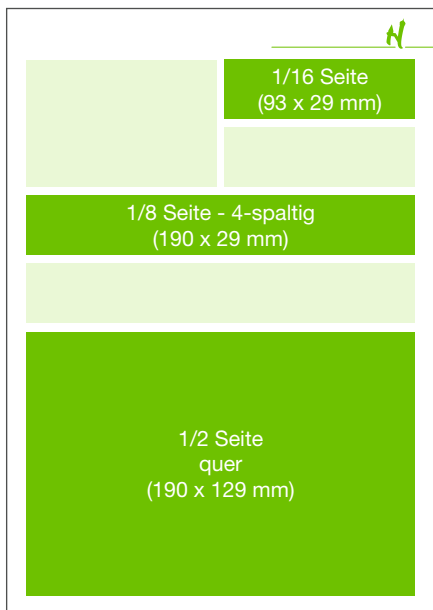 N
1/16 Seite
(93 x 29 mm)
1/8 Seite - 4-spaltig
(190 x 29 mm)
1/2 Seite
quer
(190 x 129 mm)